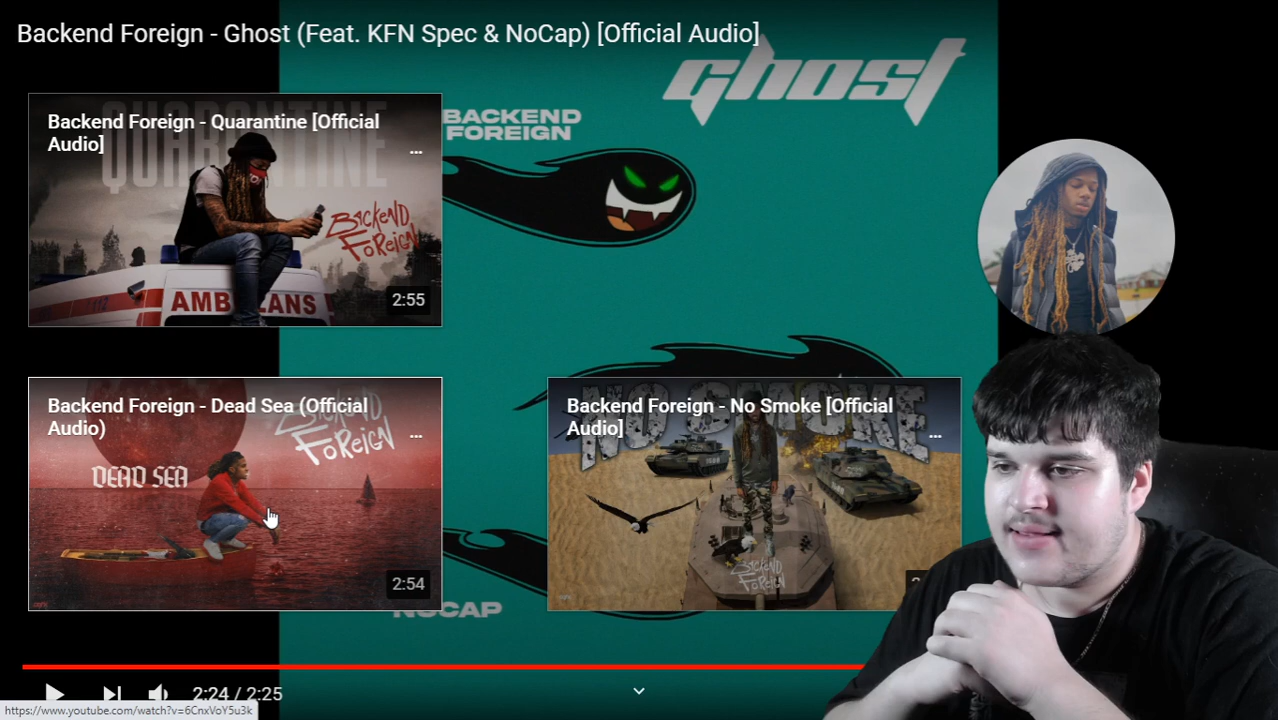 Backend Foreign - Ghost (Feat. KFN Spec & NoCap) [Official Audio]
ghost
BACKEND
FOREIGN
QUARANTINE
Backend Foreign - Quarantine [Official
Audio]
...
BACKEND
FOREIGN
AMBULANS
2:55
Backend Foreign - Dead Sea (Official
Audio)
...
BACKEND
FOREIGN
DEAD SEA
2:54
NO SMOKE
Backend Foreign - No Smoke [Official
Audio]
...
BACKEND
FOREIGN
NOCAP
2:24 / 2:25
https://www.youtube.com/watch?v=6CnxVoY5u3k